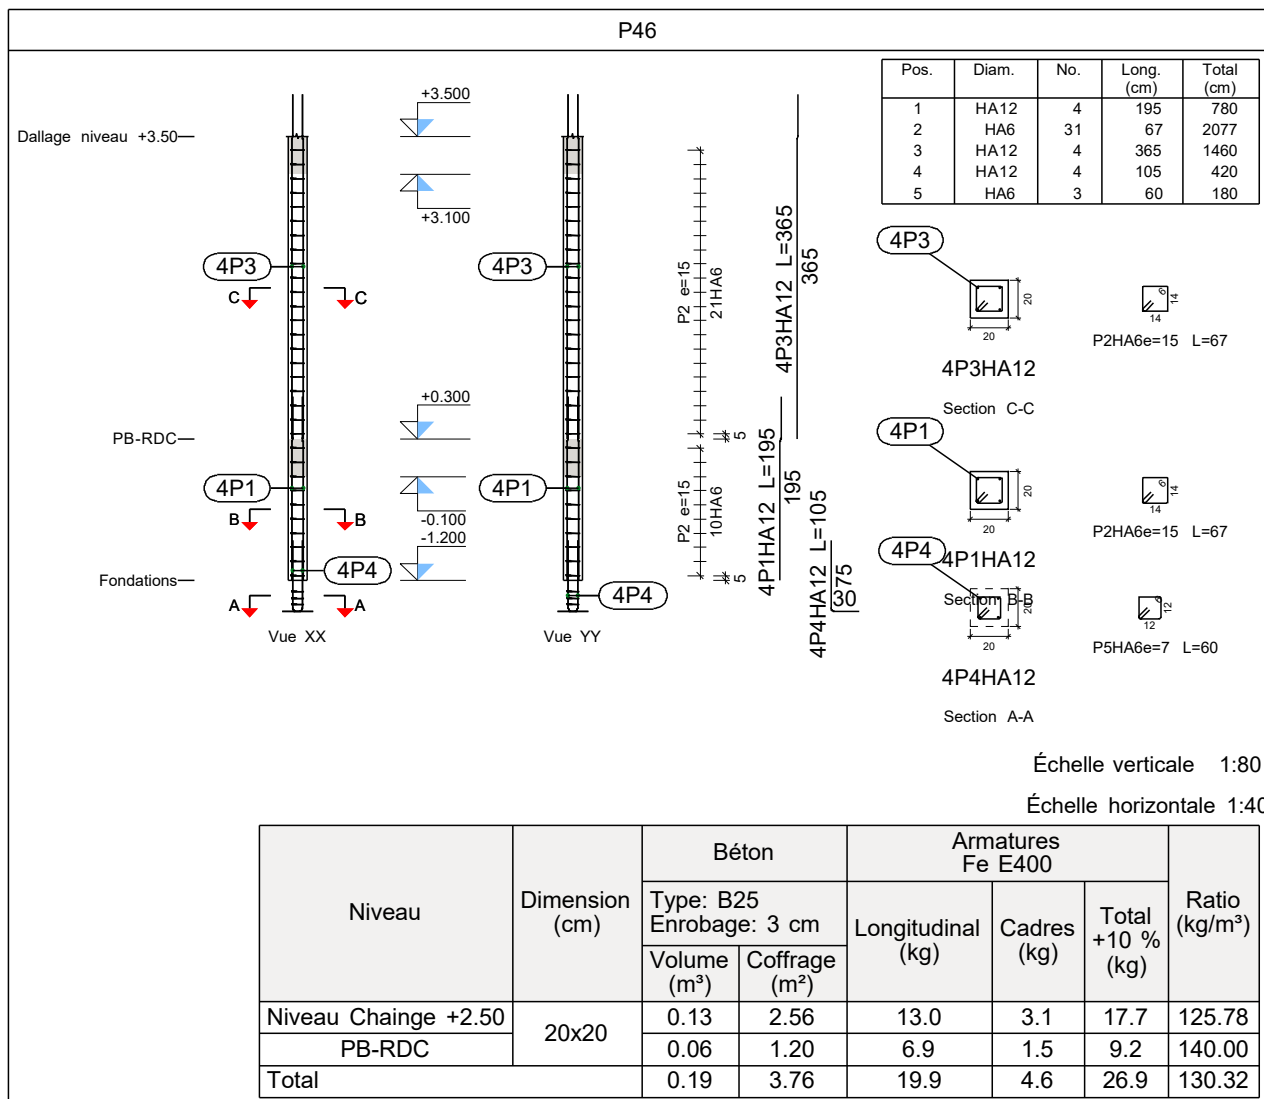 P46
Pos. Diam. No. Long. (cm) Total (cm)
1 HA12 4 195 780
2 HA6 31 67 2077
3 HA12 4 365 1460
4 HA12 4 105 420
5 HA6 3 60 180
Dallage niveau +3.50
+3.500
+3.100
4P3
4P3
C C
PB-RDC
+0.300
4P1
4P1
-0.100
B B
-1.200
Fondations
4P4
4P4
A A
Vue XX
Vue YY
P2 e=15
21HA6
5
P2 e=15
10HA6
5
4P3HA12 L=365
365
4P1HA12 L=195
195
4P4HA12 L=105
75
30
4P3
20
20
4P3HA12
Section C-C
6
14
14
P2HA6e=15 L=67
4P1
20
20
4P1HA12
Section B-B
6
14
14
P2HA6e=15 L=67
4P4
20
20
4P4HA12
Section A-A
6
12
12
P5HA6e=7 L=60
Échelle verticale 1:80
Échelle horizontale 1:40
Niveau
Dimension (cm)
Béton
Type: B25
Enrobage: 3 cm
Volume (m³)
Coffrage (m²)
Armatures
Fe E400
Longitudinal (kg)
Cadres (kg)
Total +10 % (kg)
Ratio (kg/m³)
Niveau Chainge +2.50 20x20 0.13 2.56 13.0 3.1 17.7 125.78
PB-RDC 0.06 1.20 6.9 1.5 9.2 140.00
Total 0.19 3.76 19.9 4.6 26.9 130.32